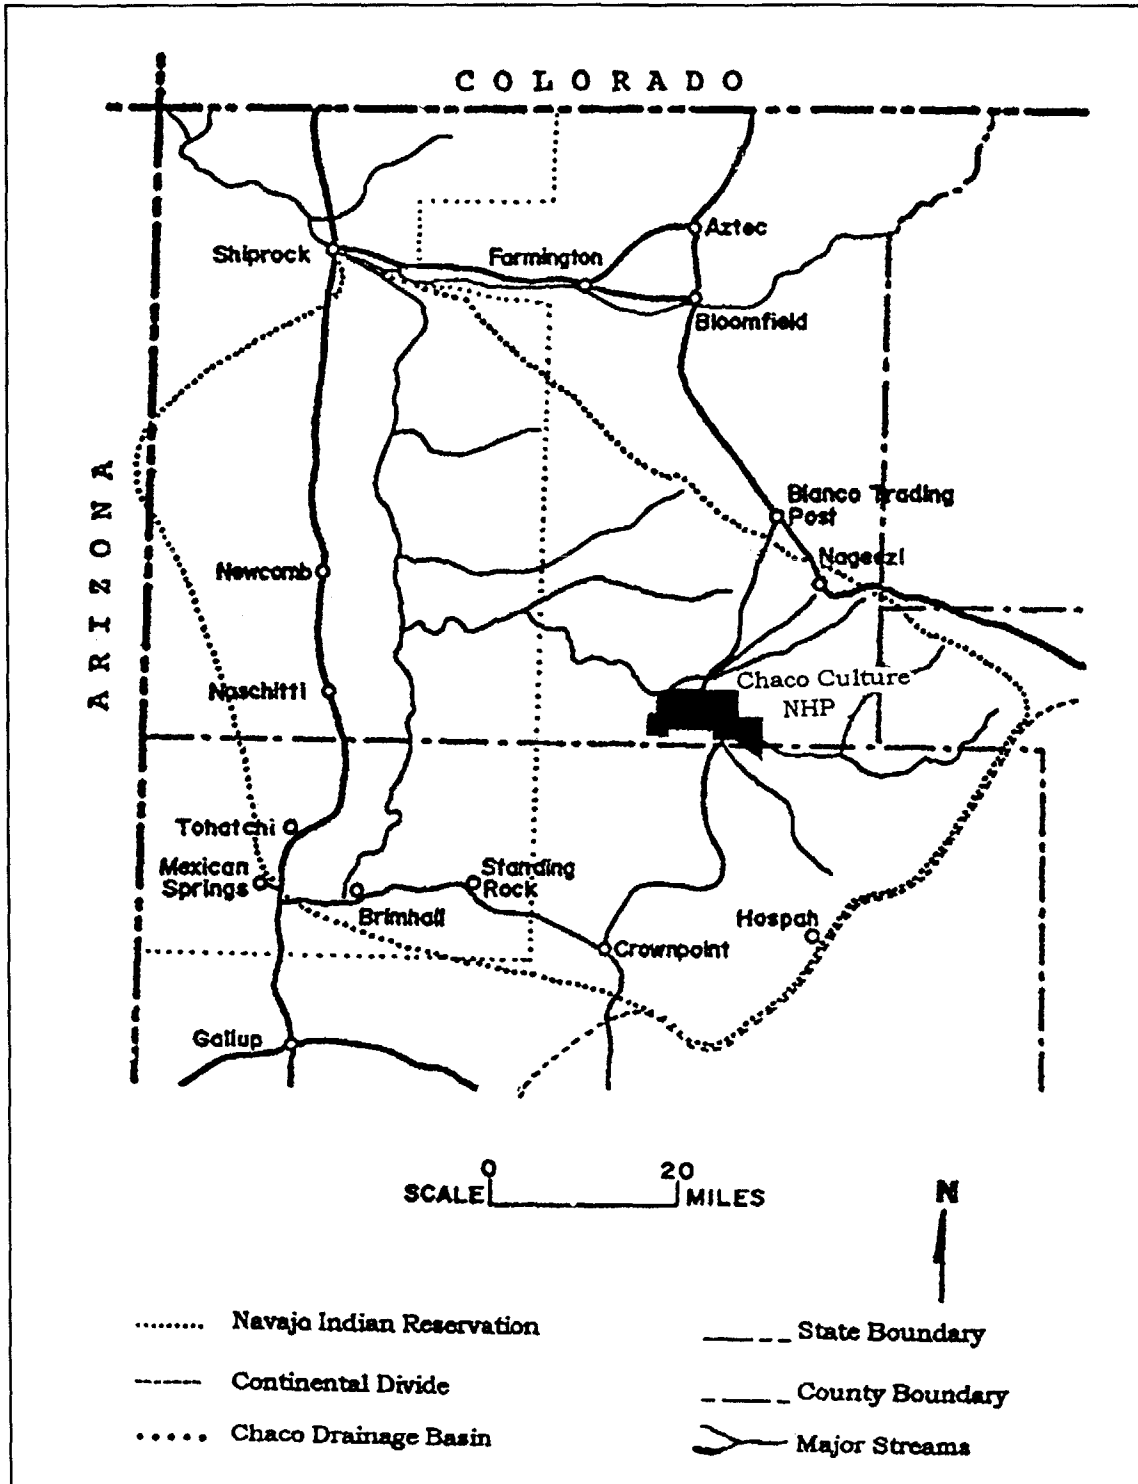 COLORADO
Aztec
Shiprock
Farmington
Bloomfield
ARIZONA
Blanco Trading
Post
Nageezi
Newcomb
Naschitti
Chaco Culture
NHP
Tohatchi
Mexican
Springs
Standing
Rock
Brimhall
Hospah
Crownpoint
Gallup
0 20
SCALE MILES
N
Navajo Indian Reservation
State Boundary
Continental Divide
County Boundary
Chaco Drainage Basin
Major Streams